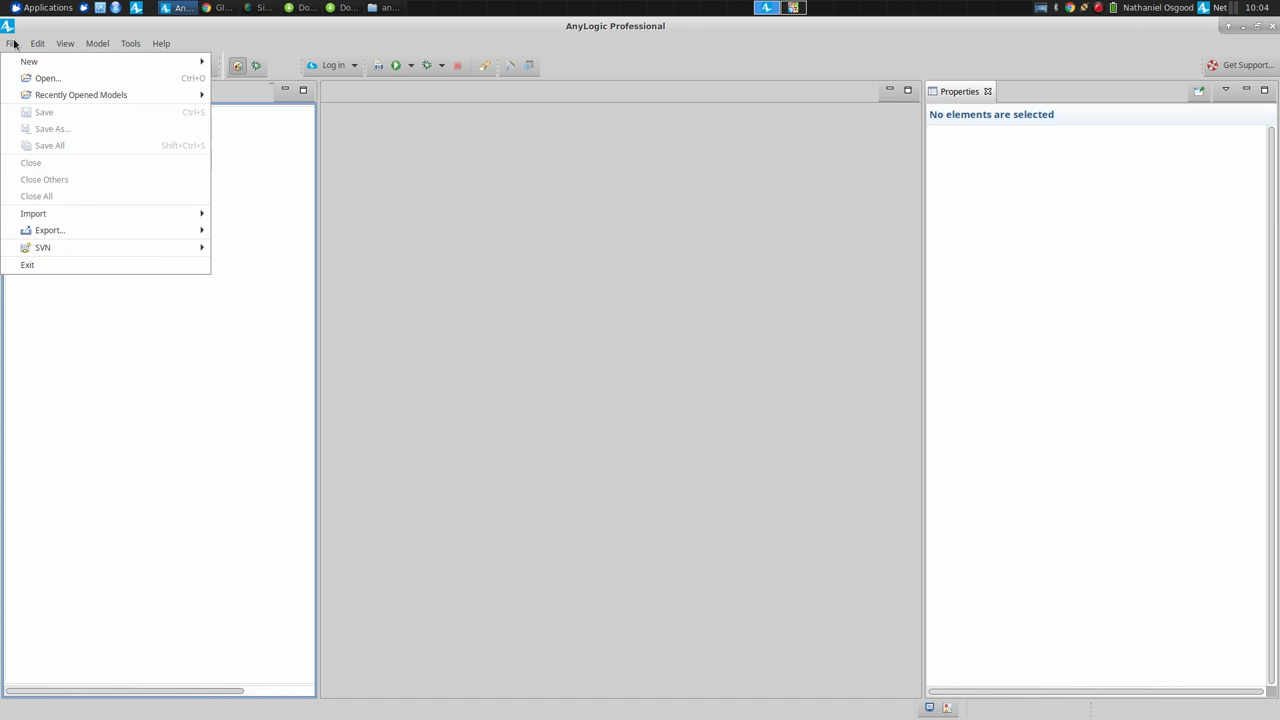 Applications
An...
Gl...
Si...
Do...
Do...
an...
Nathaniel Osgood
Net
10:04
AnyLogic Professional
File Edit View Model Tools Help
Log in
Get Support...
New
Open... Ctrl+O
Recently Opened Models
Save Ctrl+S
Save As...
Save All Shift+Ctrl+S
Close
Close Others
Close All
Import
Export...
SVN
Exit
Properties
No elements are selected